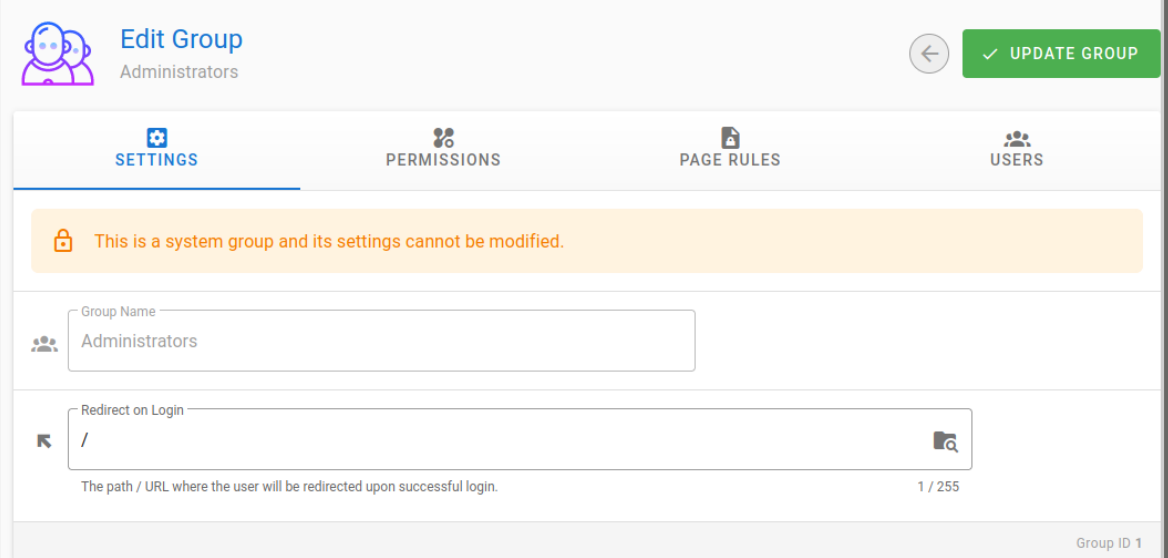 Edit Group
Administrators
UPDATE GROUP
SETTINGS
PERMISSIONS
PAGE RULES
USERS
This is a system group and its settings cannot be modified.
Group Name
Administrators
Redirect on Login
/
The path / URL where the user will be redirected upon successful login.
1 / 255
Group ID 1